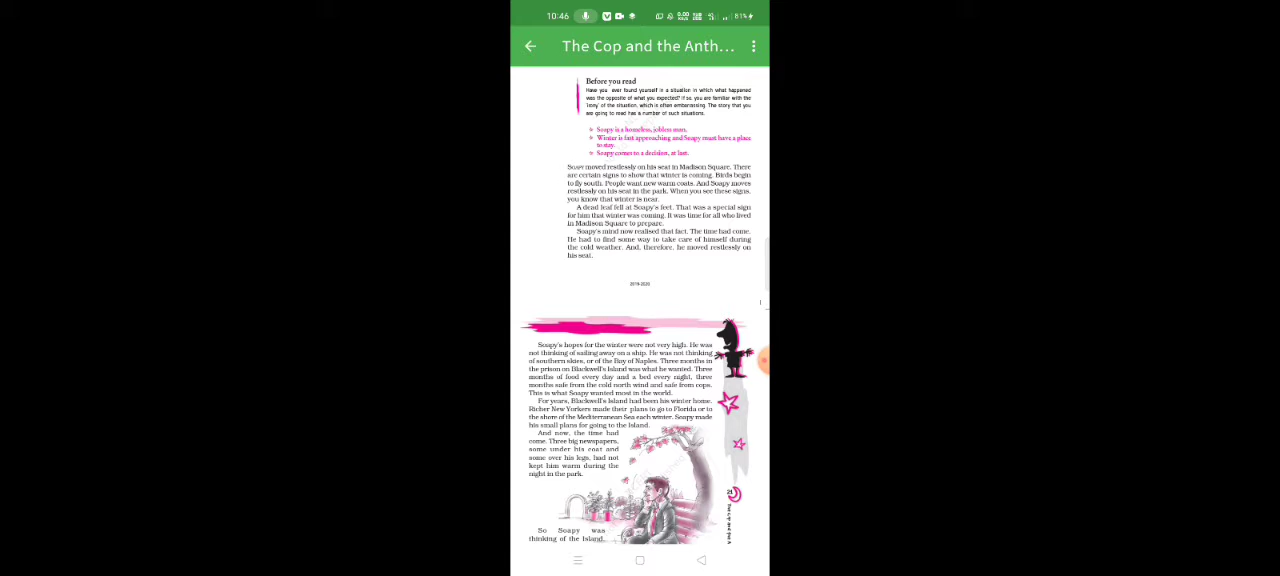 10:46
0.00
81%
The Cop and the Anth...
Before you read
Have you ever found yourself in a situation in which what happened
was the opposite of what you expected? If so, you are familiar with the
'irony' of the situation, which is often embarrassing. The story that you
are going to read has a number of such situations.
Soapy is a homeless, jobless man.
Winter is fast approaching and Soapy must have a place
to stay.
Soapy comes to a decision, at last.
SOAPY moved restlessly on his seat in Madison Square. There
are certain signs to show that winter is coming. Birds begin
to fly south. People want new warm coats. And Soapy moves
restlessly on his seat in the park. When you see these signs,
you know that winter is near.
A dead leaf fell at Soapy's feet. That was a special sign
for him that winter was coming. It was time for all who lived
in Madison Square to prepare.
Soapy's mind now realised that fact. The time had come.
He had to find some way to take care of himself during
the cold weather. And, therefore, he moved restlessly on
his seat.
2019-2020
Soapy's hopes for the winter were not very high. He was
not thinking of sailing away on a ship. He was not thinking
of southern skies, or of the Bay of Naples. Three months in
the prison on Blackwell's Island was what he wanted. Three
months of food every day and a bed every night, three
months safe from the cold north wind and safe from cops.
This is what Soapy wanted most in the world.
For years, Blackwell's Island had been his winter home.
Richer New Yorkers made their plans to go to Florida or to
the shore of the Mediterranean Sea each winter. Soapy made
his small plans for going to the Island.
And now, the time had
come. Three big newspapers,
some under his coat and
some over his legs, had not
kept him warm during the
night in the park.
So Soapy was
thinking of the Island.
21